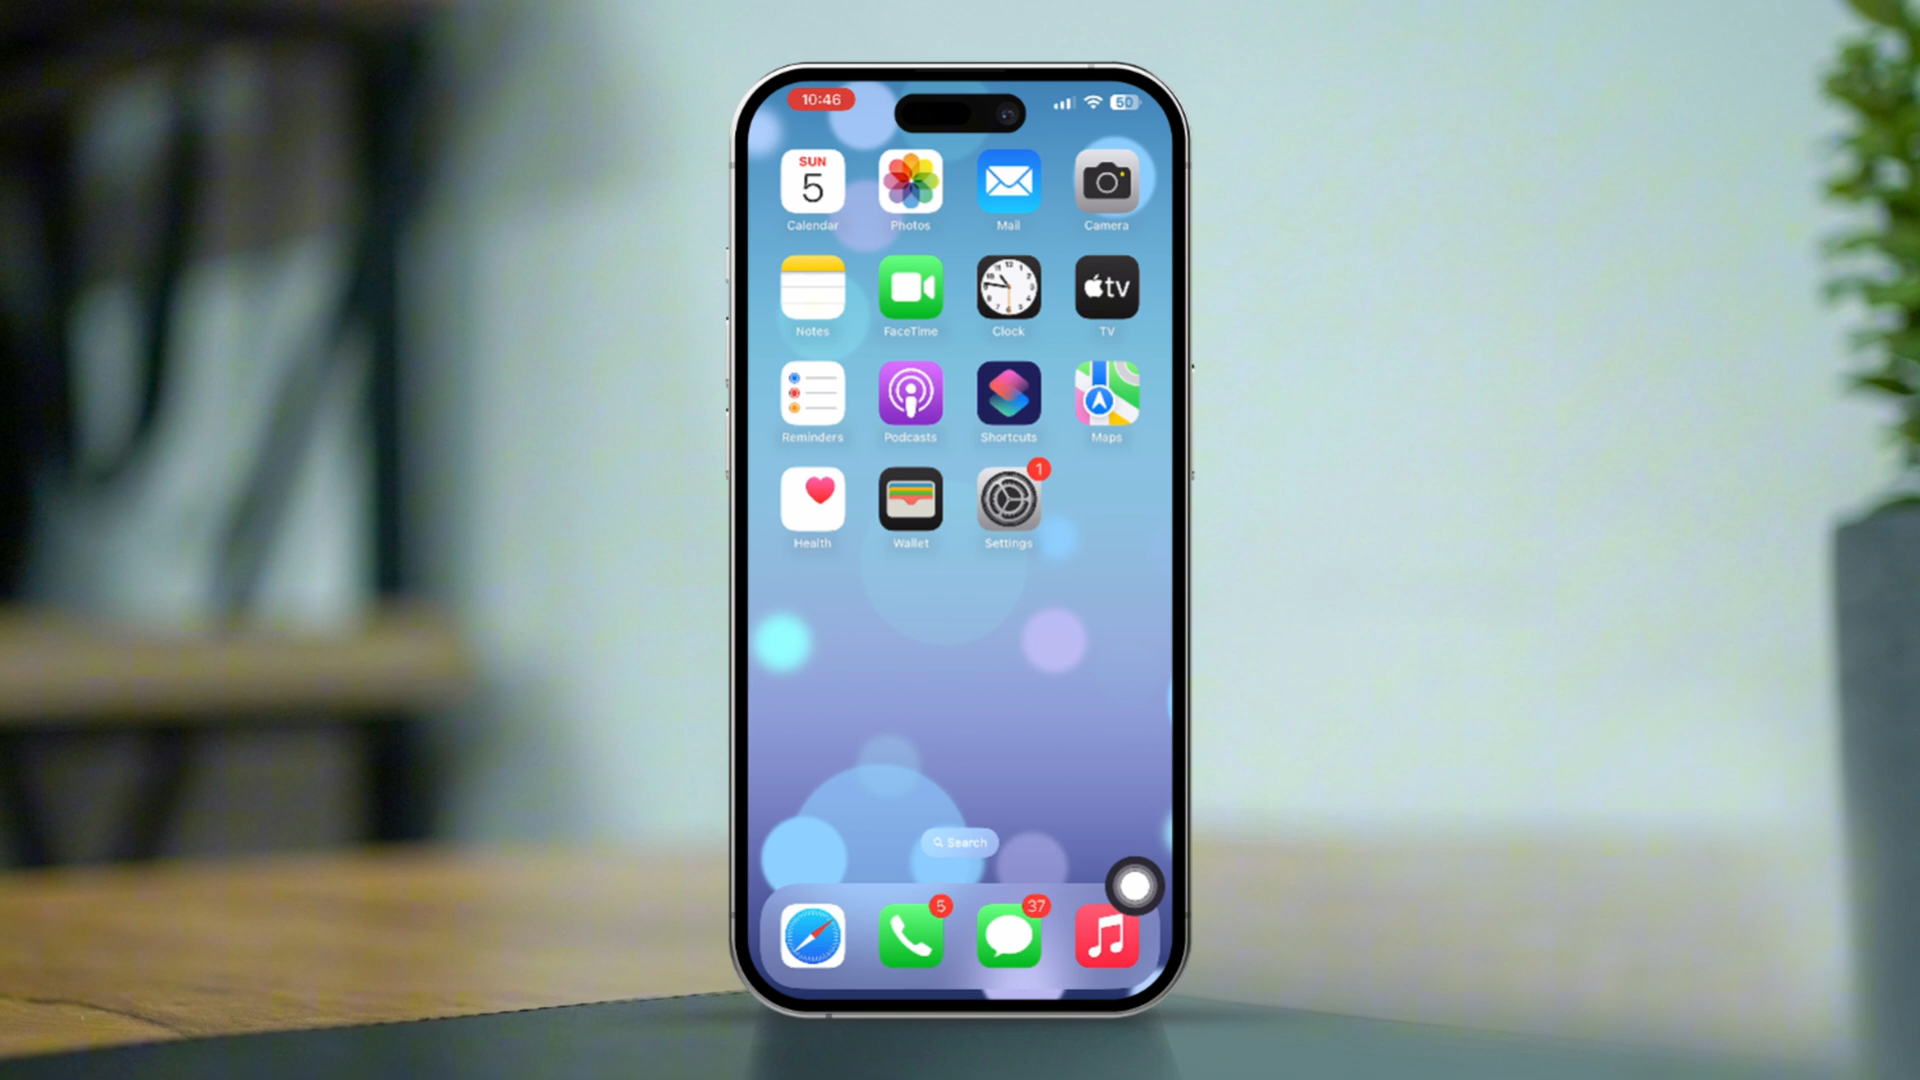 10:46
50
SUN
5
Calendar
Photos
Mail
Camera
Notes
FaceTime
Clock
tv
TV
Reminders
Podcasts
Shortcuts
Maps
1
Health
Wallet
Settings
Search
5
37